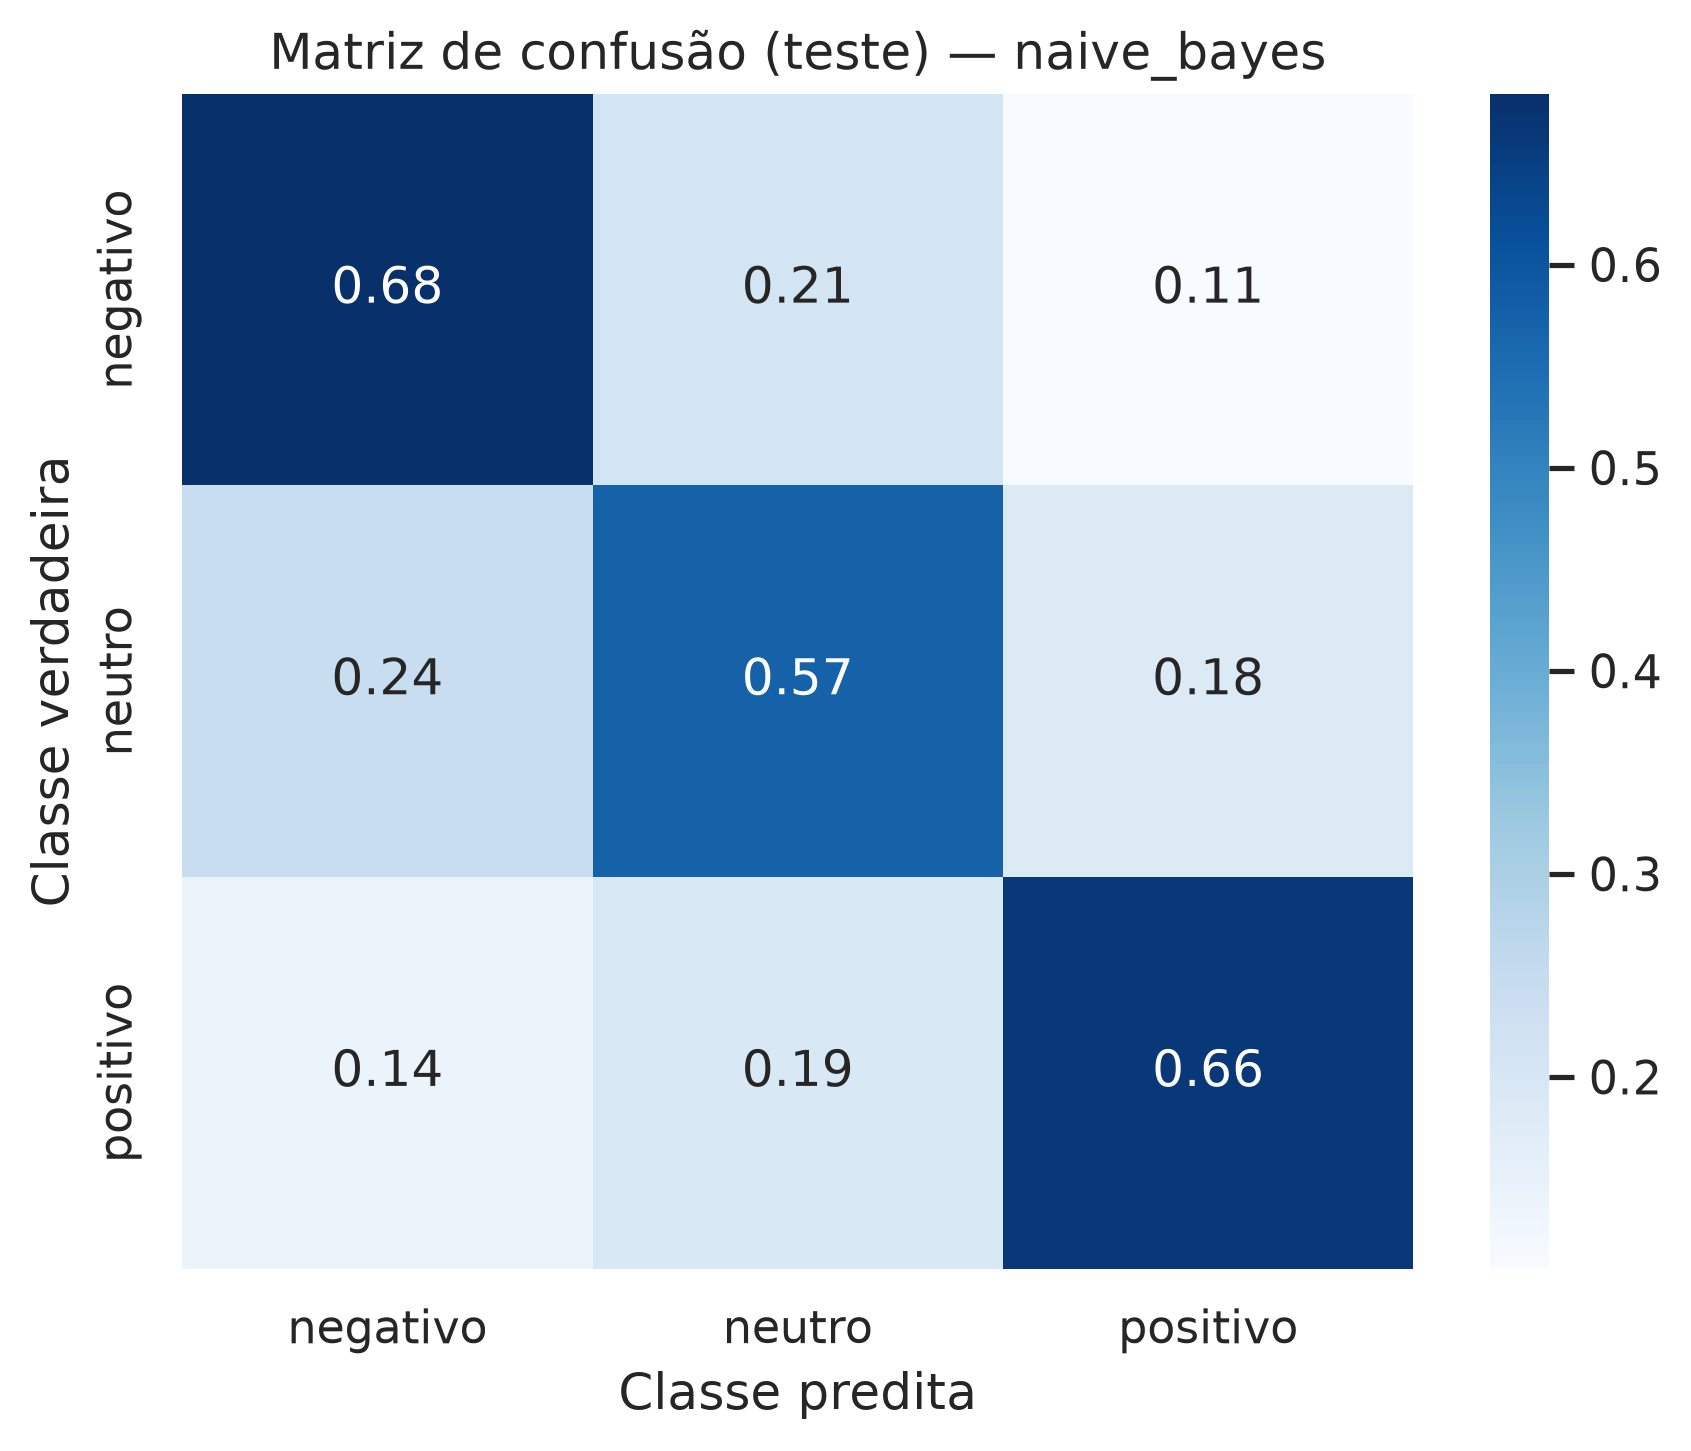 Matriz de confusão (teste) — naive_bayes
Classe verdadeira
negativo
0.68 0.21 0.11
neutro
0.24 0.57 0.18
positivo
0.14 0.19 0.66
negativo neutro positivo
Classe predita
0.6
0.5
0.4
0.3
0.2